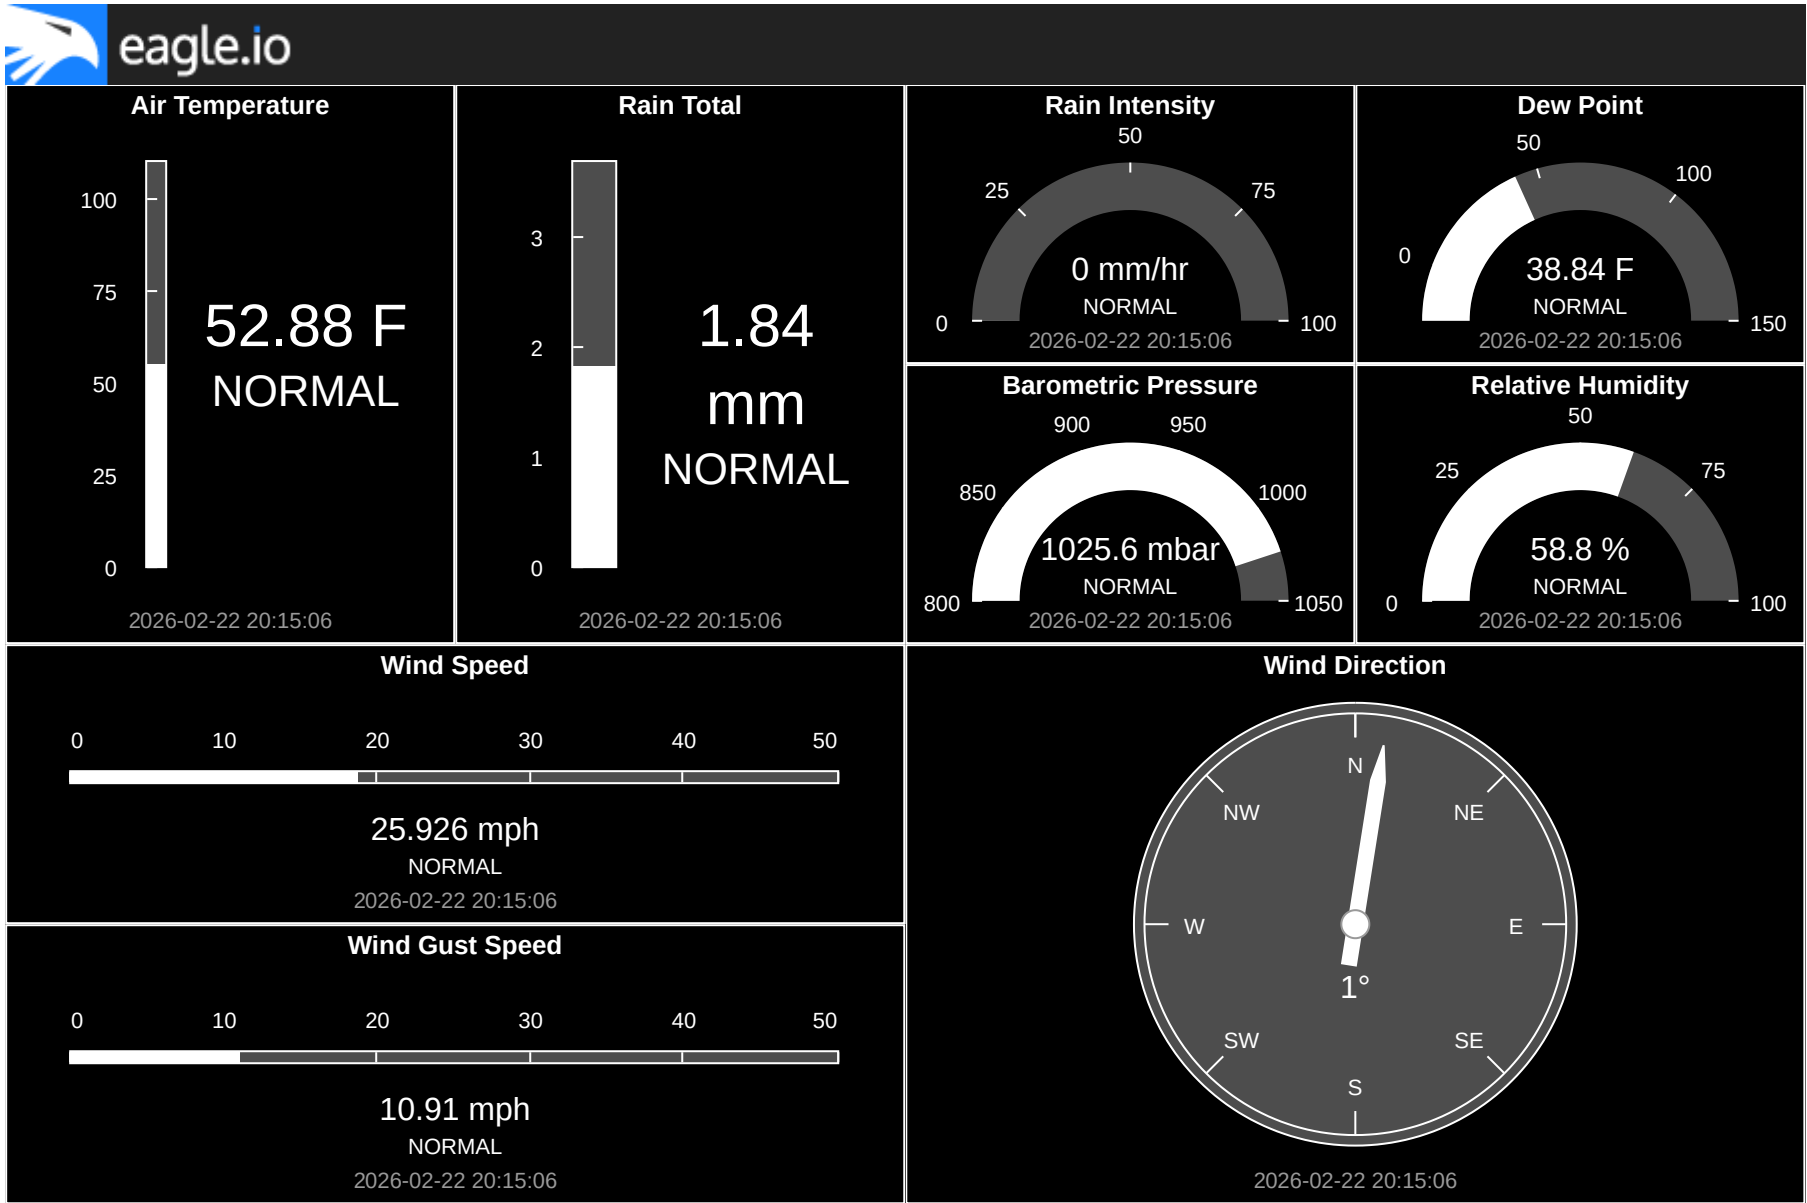 eagle.io
Air Temperature
100
75
50
25
0
52.88 F
NORMAL
2026-02-22 20:15:06
Rain Total
3
2
1
0
1.84
mm
NORMAL
2026-02-22 20:15:06
Rain Intensity
0
25
50
75
100
0 mm/hr
NORMAL
2026-02-22 20:15:06
Dew Point
0
50
100
150
38.84 F
NORMAL
2026-02-22 20:15:06
Barometric Pressure
800
850
900
950
1000
1050
1025.6 mbar
NORMAL
2026-02-22 20:15:06
Relative Humidity
0
25
50
75
100
58.8 %
NORMAL
2026-02-22 20:15:06
Wind Speed
0 10 20 30 40 50
25.926 mph
NORMAL
2026-02-22 20:15:06
Wind Gust Speed
0 10 20 30 40 50
10.91 mph
NORMAL
2026-02-22 20:15:06
Wind Direction
N
NW NE
W E
1°
SW SE
S
2026-02-22 20:15:06